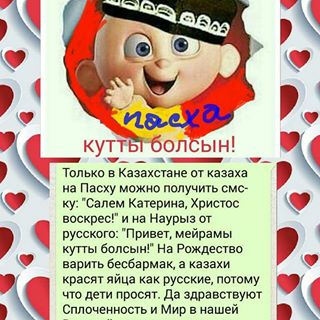 пасха
кутты болсын!
Только в Казахстане от казаха
на Пасху можно получить смс-
ку: "Салем Катерина, Христос
воскрес!" и на Наурыз от
русского: "Привет, мейрамы
кутты болсын!" На Рождество
варить бесбармак, а казахи
красят яйца как русские, потому
что дети просят. Да здравствуют
Сплоченность и Мир в нашей